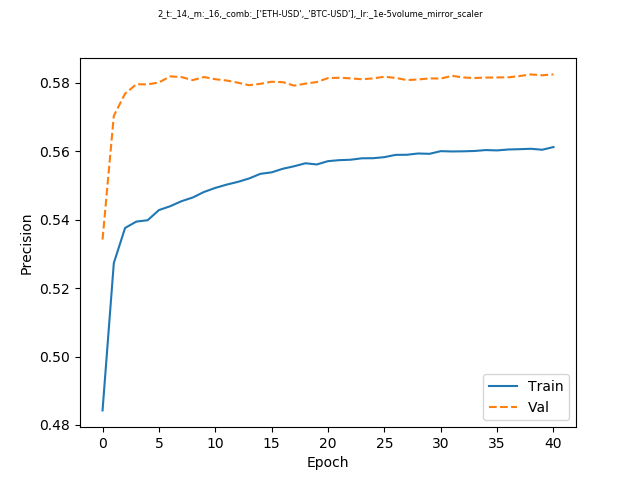 2_t:_14,_m:_16,_comb:_['ETH-USD',_'BTC-USD'],_lr:_1e-5volume_mirror_scaler
0.58
0.56
0.54
0.52
0.50
0.48
Precision
Train
Val
0 5 10 15 20 25 30 35 40
Epoch